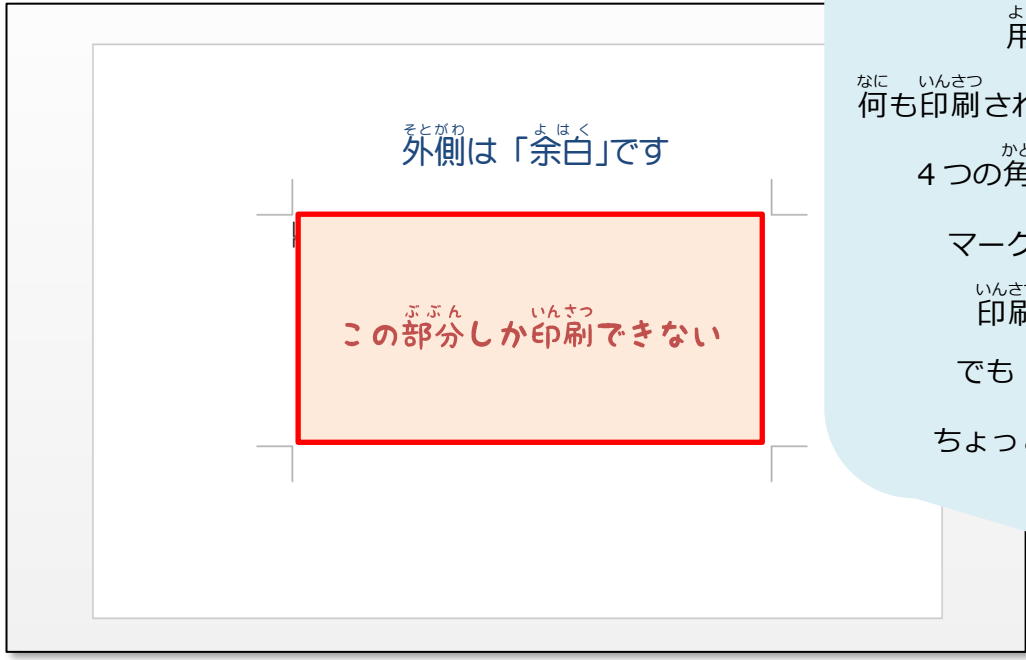 外側は「余白」です
この部分しか印刷できない
何も印刷され
４つの角
マーク
印刷
でも
ちょっ